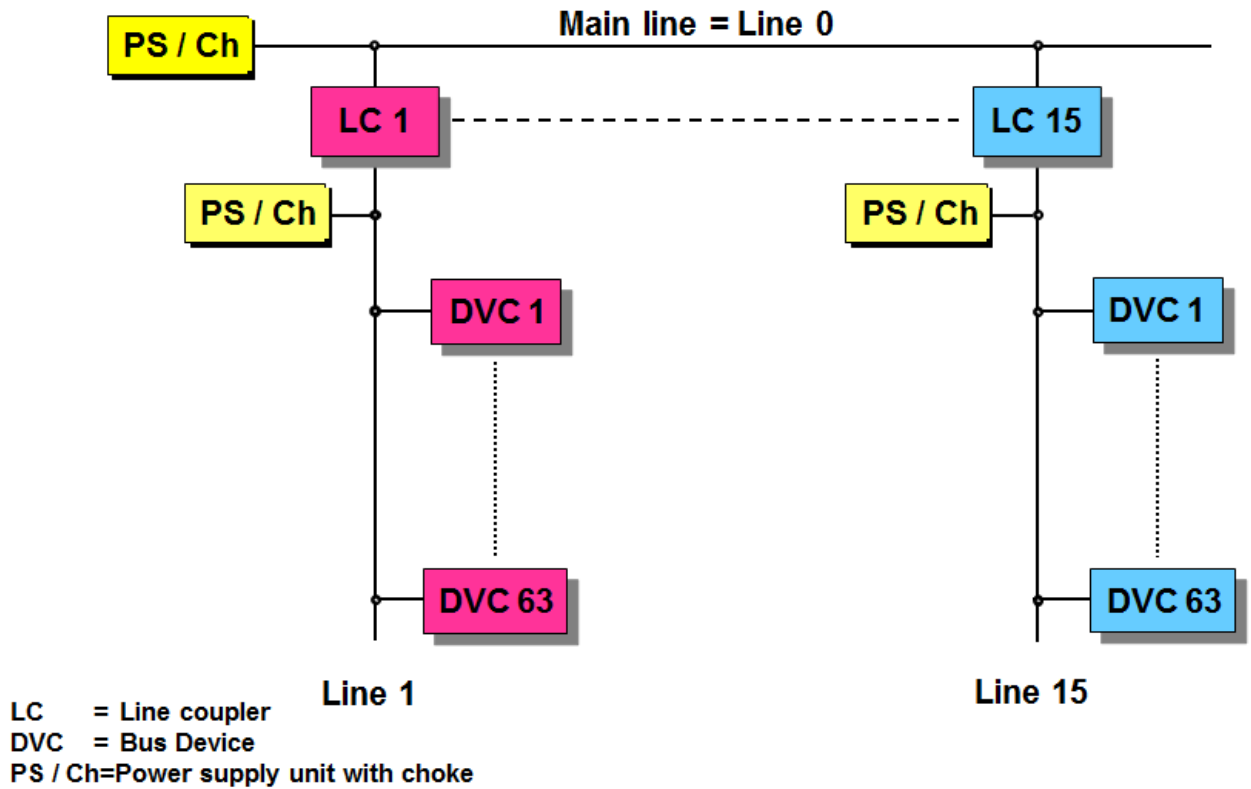 Main line = Line 0
PS / Ch
LC 1
LC 15
PS / Ch
PS / Ch
DVC 1
DVC 1
DVC 63
DVC 63
Line 1
Line 15
LC = Line coupler
DVC = Bus Device
PS / Ch=Power supply unit with choke